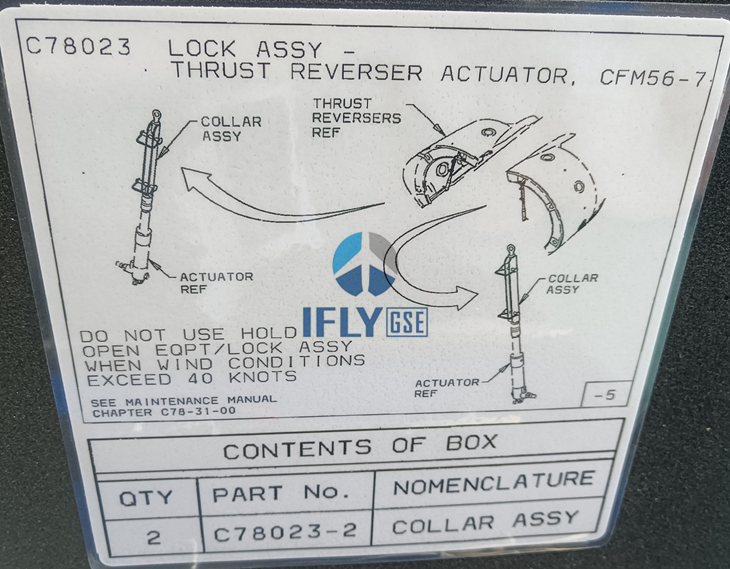 C78023 LOCK ASSY -
THRUST REVERSER ACTUATOR, CFM56-7
THRUST
REVERSERS
REF
COLLAR
ASSY
ACTUATOR
REF
COLLAR
ASSY
ACTUATOR
REF
IFLY GSE
DO NOT USE HOLD
OPEN EQPT/LOCK ASSY
WHEN WIND CONDITIONS
EXCEED 40 KNOTS
SEE MAINTENANCE MANUAL
CHAPTER C78-31-00
-5
CONTENTS OF BOX
QTY PART No. NOMENCLATURE
2 C78023-2 COLLAR ASSY